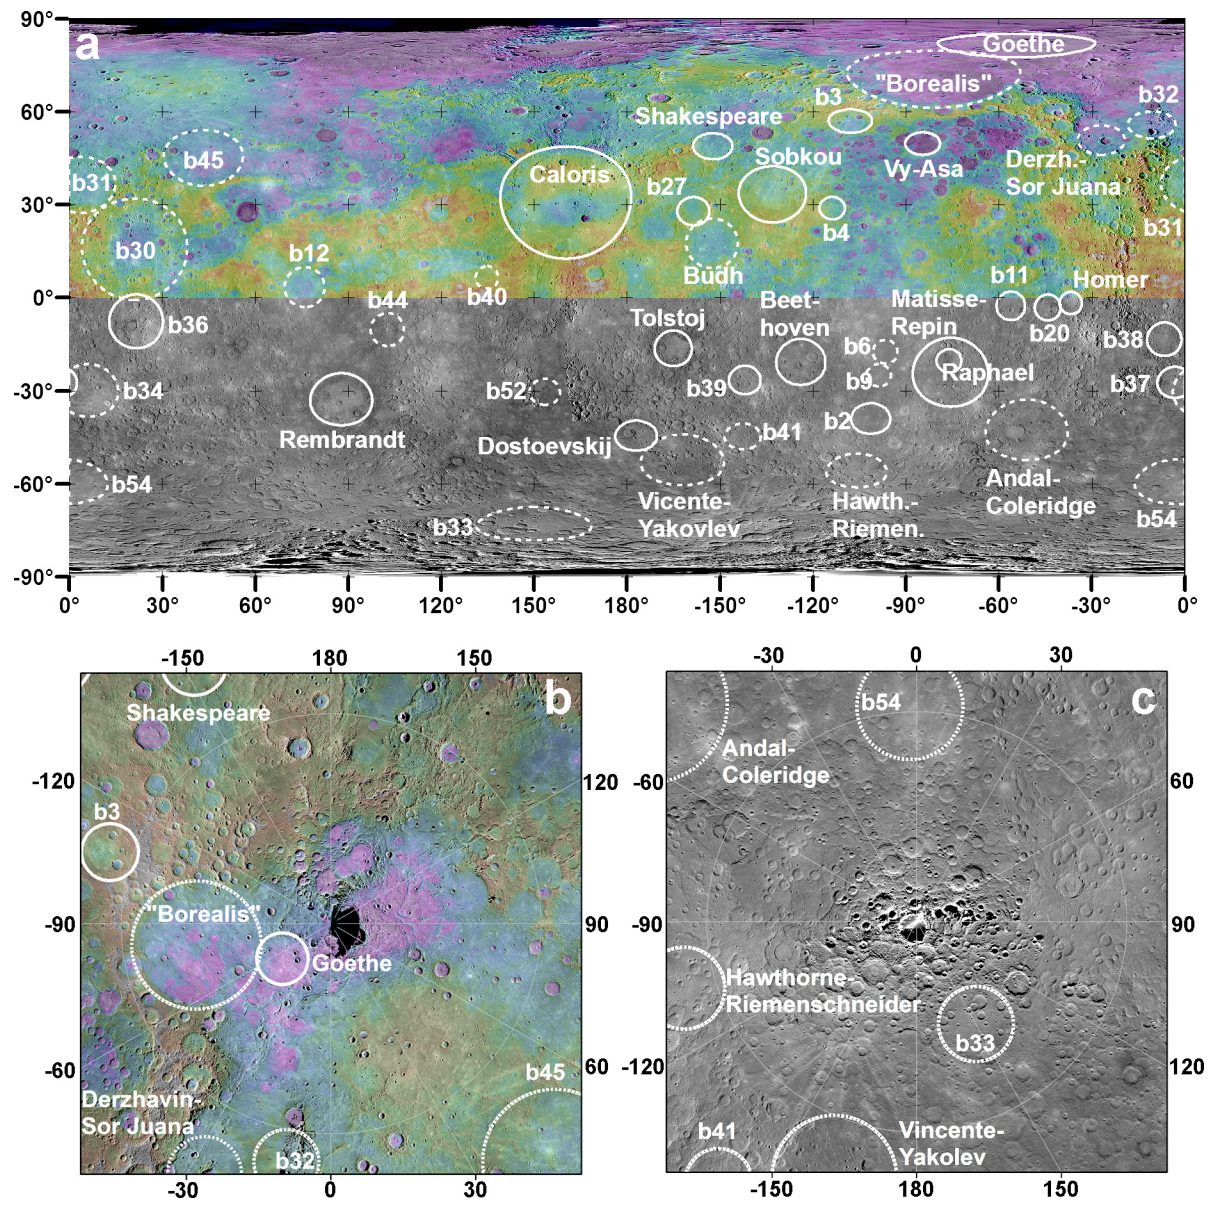 90°
a
Goethe
"Borealis"
b3
b32
60°
Shakespeare
Sobkou
Vy-Asa
Derzh.-
Sor Juana
b45
b31
Caloris
b27
30°
b4
b31
b30
b12
Büdh
b11
Homer
0°
b44
b40
b36
Tolstoj
Beet-
hoven
Matisse-
Repin
b20
b38
b6
b9
Raphael
b37
-30°
b34
b52
b39
Rembrandt
Dostoevskij
b41
b2
-60°
b54
Vicente-
Yakovlev
Hawth.-
Riemen.
Andal-
Coleridge
b54
b33
-90°
0° 30° 60° 90° 120° 150° 180° -150° -120° -90° -60° -30° 0°
-150 180 150
b
Shakespeare
-120
120
b3
"Borealis"
-90
90
Goethe
-60
60
b45
Derzhavin-
Sor Juana
b32
-30 0 30
-30 0 30
c
b54
Andal-
Coleridge
-60
60
-90
90
Hawthorne-
Riemenschneider
b33
-120
120
b41
Vincente-
Yakolev
-150 180 150